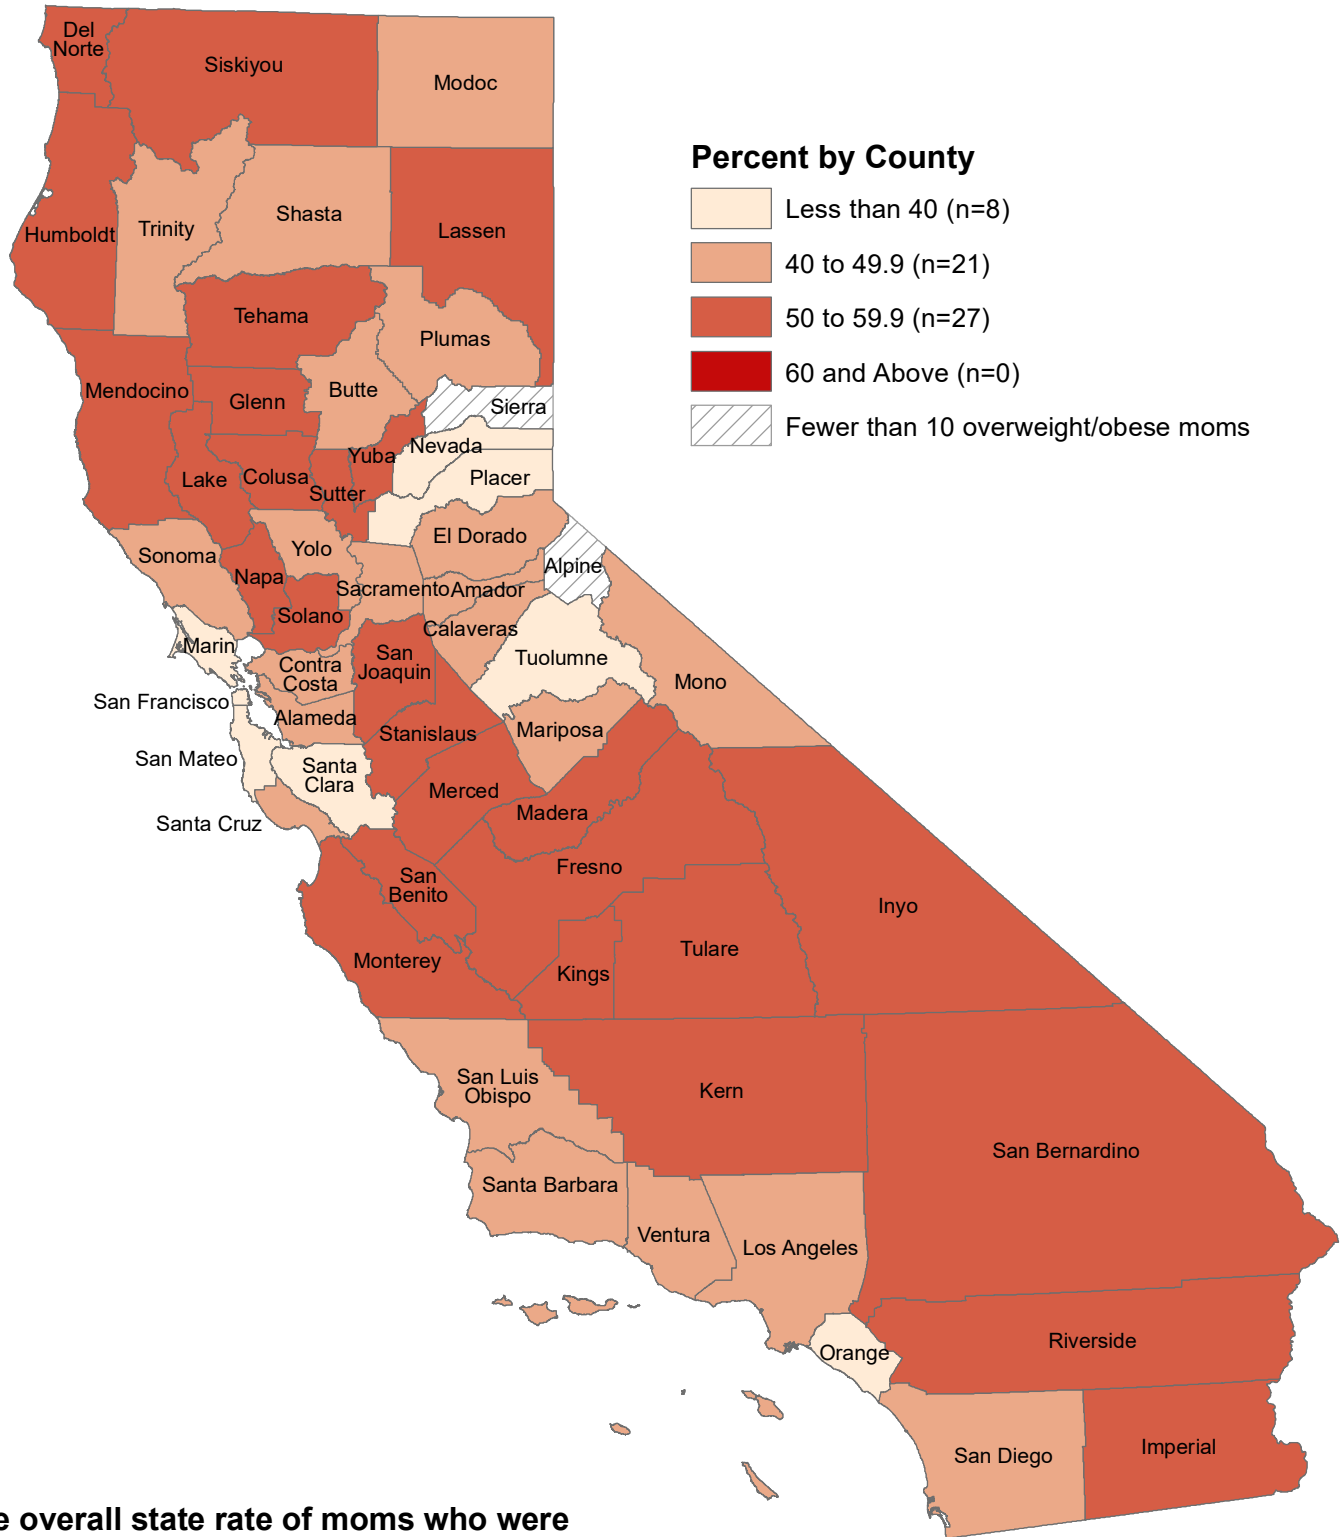 Del
Norte
Siskiyou
Modoc
Percent by County
Less than 40 (n=8)
40 to 49.9 (n=21)
50 to 59.9 (n=27)
60 and Above (n=0)
Fewer than 10 overweight/obese moms
Humboldt
Trinity
Shasta
Lassen
Tehama
Plumas
Mendocino
Glenn
Butte
Sierra
Nevada
Yuba
Lake
Colusa
Sutter
Placer
Sonoma
Yolo
El Dorado
Napa
Alpine
Sacramento
Amador
Solano
Calaveras
Marin
Contra
Costa
San
Joaquin
Tuolumne
Mono
San Francisco
Alameda
Stanislaus
Mariposa
San Mateo
Santa
Clara
Merced
Madera
Santa Cruz
San
Benito
Fresno
Inyo
Monterey
Kings
Tulare
San Luis
Obispo
Kern
San Bernardino
Santa Barbara
Ventura
Los Angeles
Orange
Riverside
San Diego
Imperial
overall state rate of moms who were